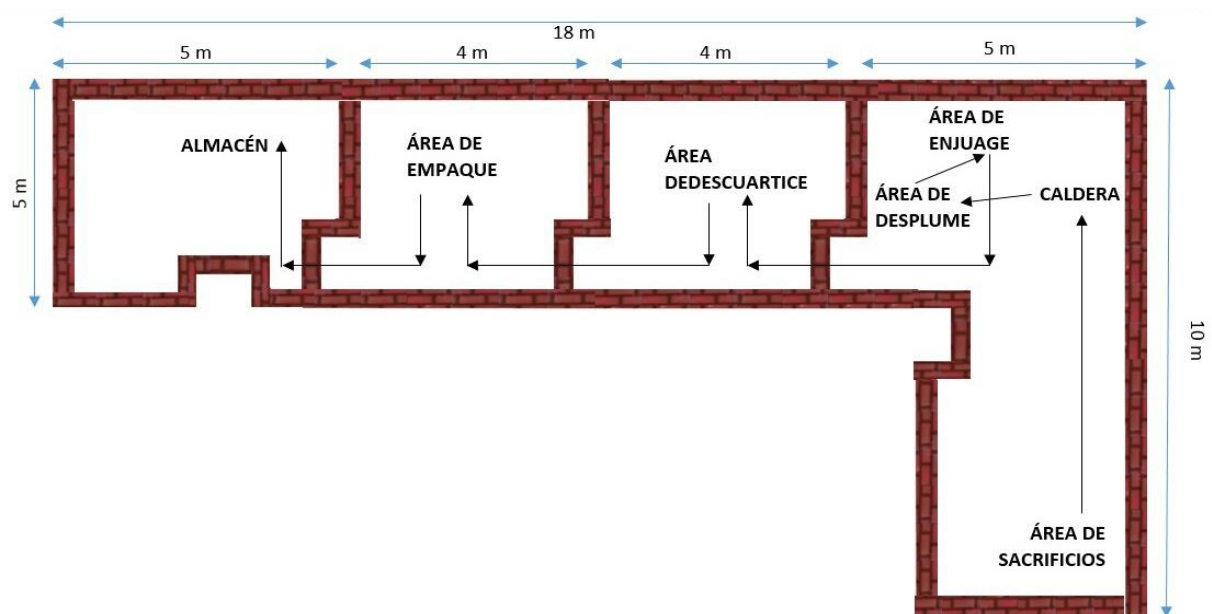 18 m
5 m
4 m
4 m
5 m
5 m
ALMACÉN
ÁREA DE
EMPAQUE
ÁREA
DEDESCUARTICE
ÁREA DE
ENJUAGE
ÁREA DE
DESPLUME
CALDERA
10 m
ÁREA DE
SACRIFICIOS